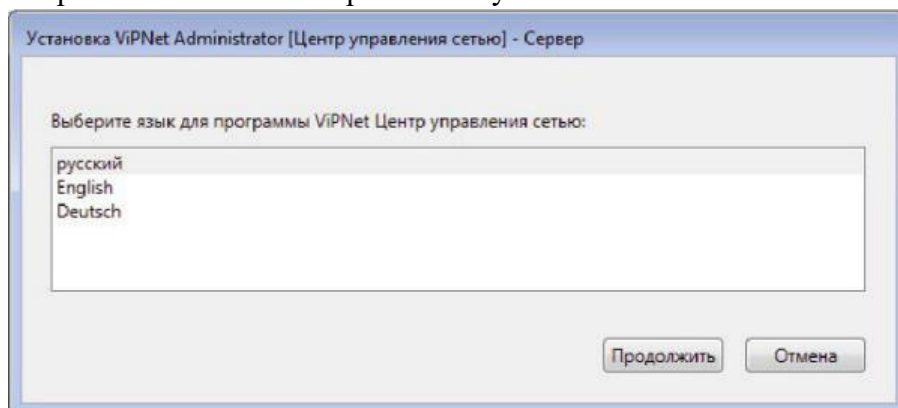 Установка ViPNet Administrator [Центр управления сетью] - Сервер
Выберите язык для программы ViPNet Центр управления сетью:
русский
English
Deutsch
Продолжить Отмена